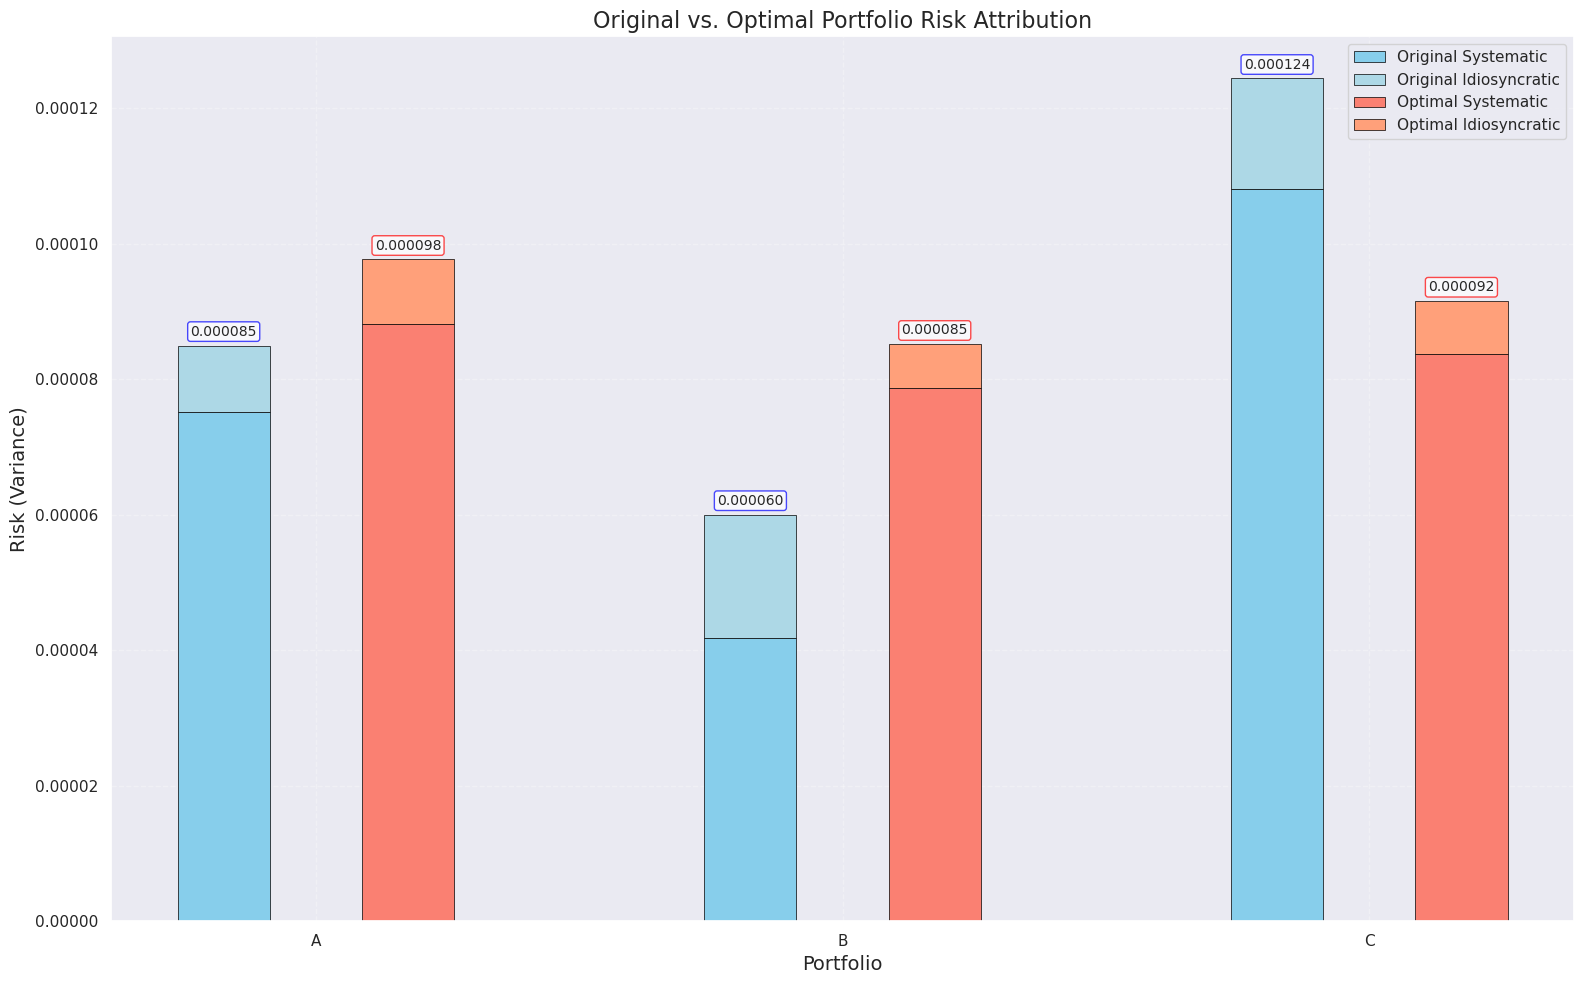 Original vs. Optimal Portfolio Risk Attribution
Original Systematic
Original Idiosyncratic
Optimal Systematic
Optimal Idiosyncratic
Risk (Variance)
0.00012
0.00010
0.00008
0.00006
0.00004
0.00002
0.00000
0.000085
0.000098
0.000060
0.000085
0.000124
0.000092
A
B
C
Portfolio